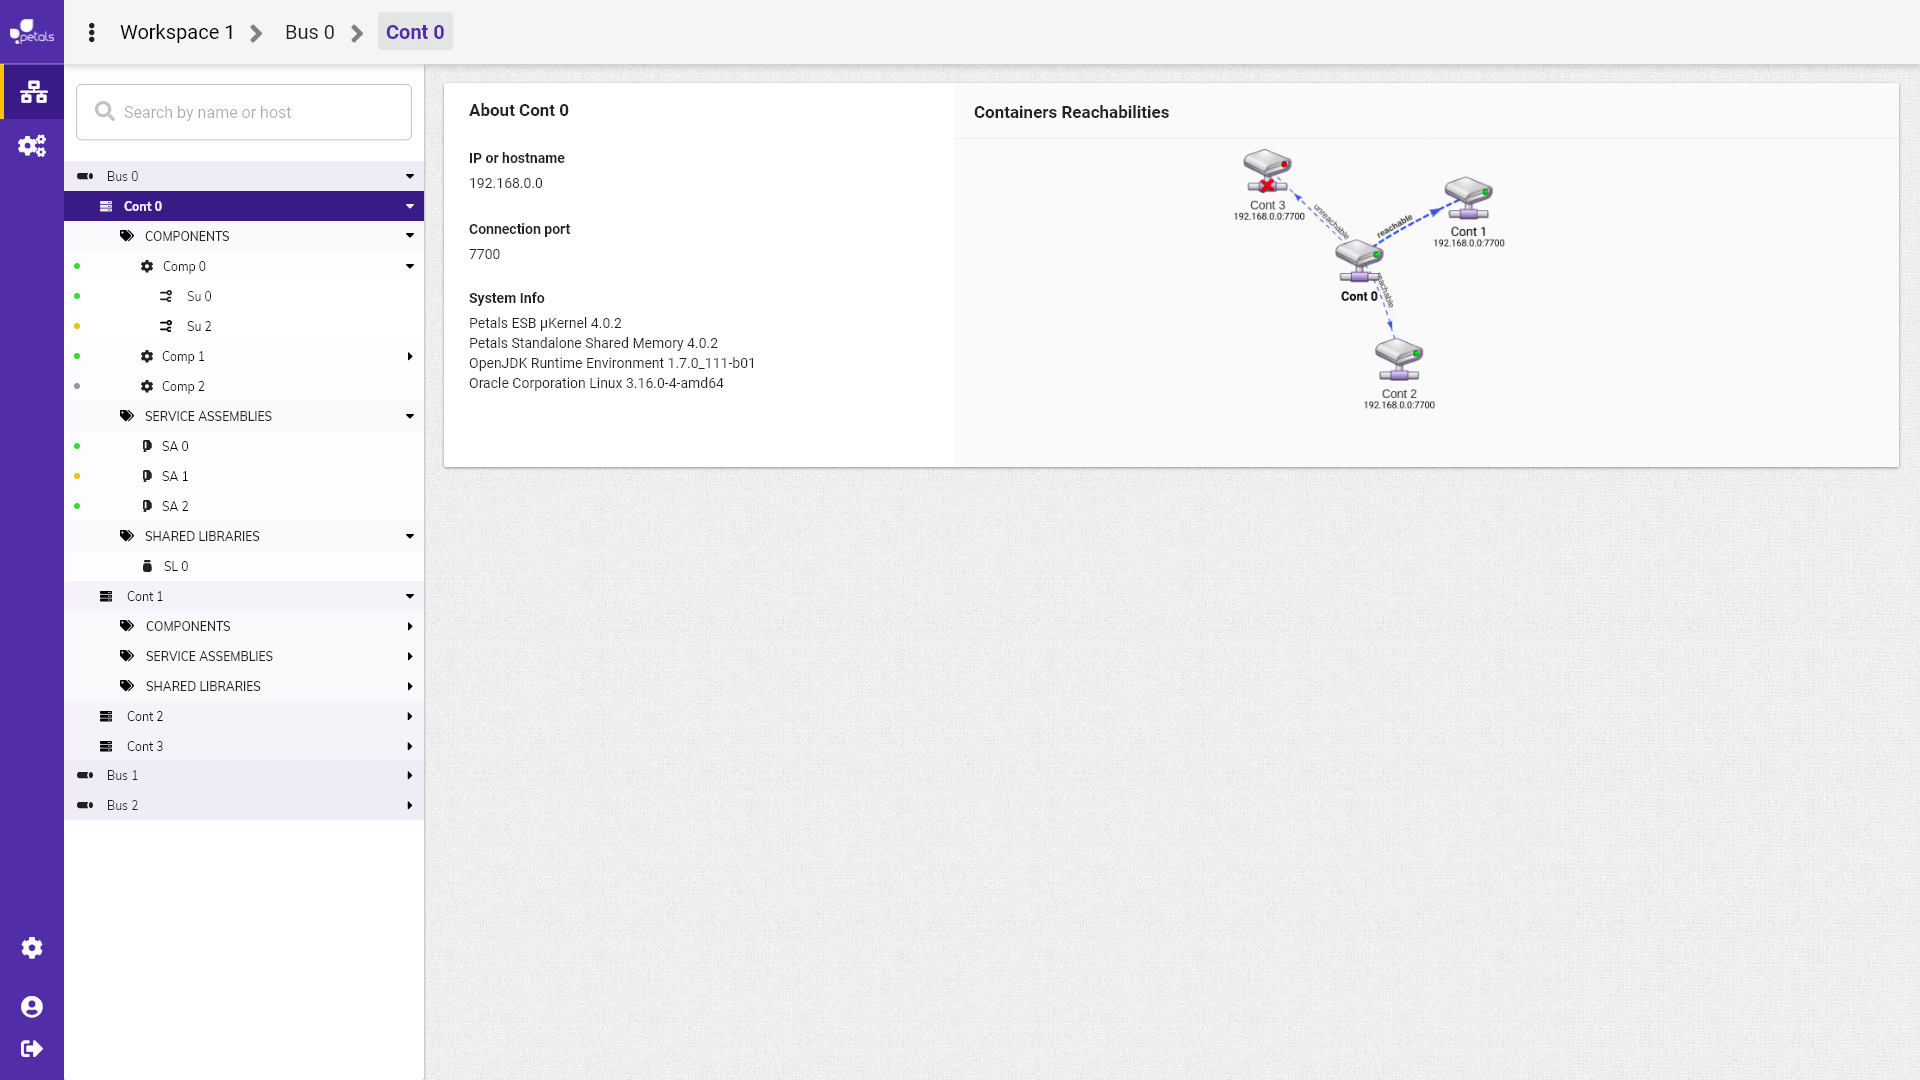 petals
Workspace 1
Bus 0
Cont 0
Search by name or host
Bus 0
Cont 0
COMPONENTS
Comp 0
Su 0
Su 2
Comp 1
Comp 2
SERVICE ASSEMBLIES
SA 0
SA 1
SA 2
SHARED LIBRARIES
SL 0
Cont 1
COMPONENTS
SERVICE ASSEMBLIES
SHARED LIBRARIES
Cont 2
Cont 3
Bus 1
Bus 2
About Cont 0
IP or hostname
192.168.0.0
Connection port
7700
System Info
Petals ESB µKernel 4.0.2
Petals Standalone Shared Memory 4.0.2
OpenJDK Runtime Environment 1.7.0_111-b01
Oracle Corporation Linux 3.16.0-4-amd64
Containers Reachabilities
Cont 3
192.168.0.0:7700
unreachable
reachable
Cont 1
192.168.0.0:7700
Cont 0
reachable
Cont 2
192.168.0.0:7700